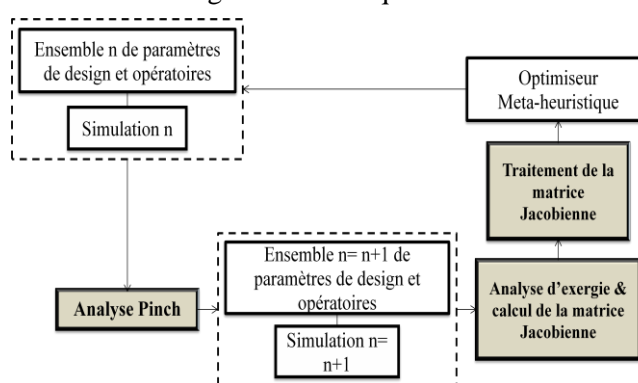 Ensemble n de paramètres
de design et opératoires
Simulation n
Optimiseur
Meta-heuristique
Traitement de la
matrice
Jacobienne
Ensemble n= n+1 de
paramètres de design et
opératoires
Simulation n=
n+1
Analyse Pinch
Analyse d’exergie &
calcul de la matrice
Jacobienne